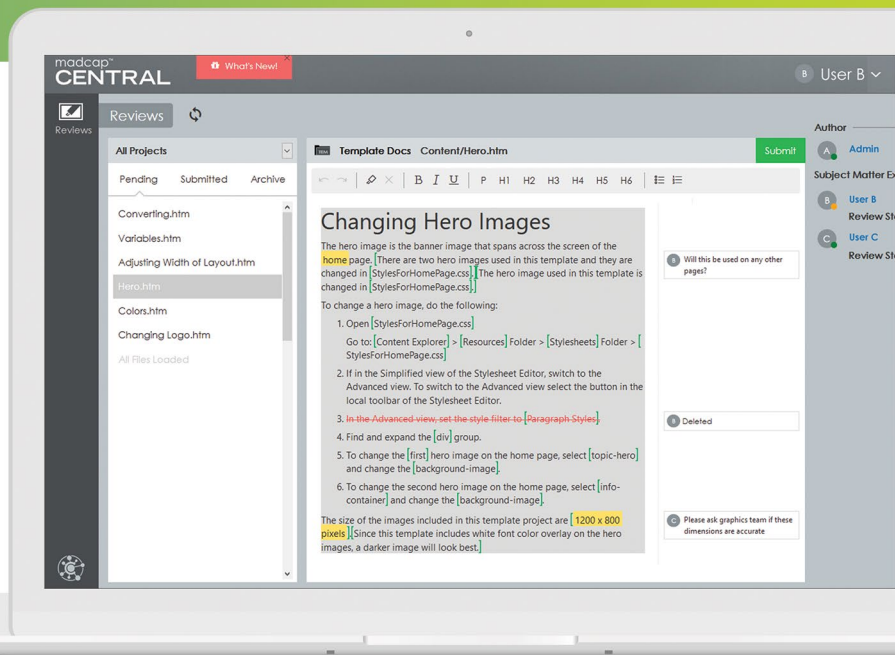 madcap™
CENTRAL
What's New!
B User B
Reviews
Reviews
Author
A Admin
Subject Matter Ex
B User B
Review St
C User C
Review St
All Projects
Pending Submitted Archive
Converting.htm
Variables.htm
Adjusting Width of Layout.htm
Hero.htm
Colors.htm
Changing Logo.htm
All Files Loaded
Template Docs Content/Hero.htm
Submit
B I U P H1 H2 H3 H4 H5 H6
Changing Hero Images
The hero image is the banner image that spans across the screen of the
home page. [There are two hero images used in this template and they are
changed in [StylesForHomePage.css].][The hero image used in this template is
changed in [StylesForHomePage.css].]
To change a hero image, do the following:
1. Open [StylesForHomePage.css]
Go to: [Content Explorer] > [Resources] Folder > [Stylesheets] Folder > [
StylesForHomePage.css]
2. If in the Simplified view of the Stylesheet Editor, switch to the
Advanced view. To switch to the Advanced view select the button in the
local toolbar of the Stylesheet Editor.
3. In the Advanced view, set the style filter to [Paragraph Styles].
4. Find and expand the [div] group.
5. To change the [first] hero image on the home page, select [topic-hero]
and change the [background-image].
6. To change the second hero image on the home page, select [info-
container] and change the [background-image].
The size of the images included in this template project are [1200 x 800
pixels].[Since this template includes white font color overlay on the hero
images, a darker image will look best.]
B Will this be used on any other
pages?
B Deleted
C Please ask graphics team if these
dimensions are accurate